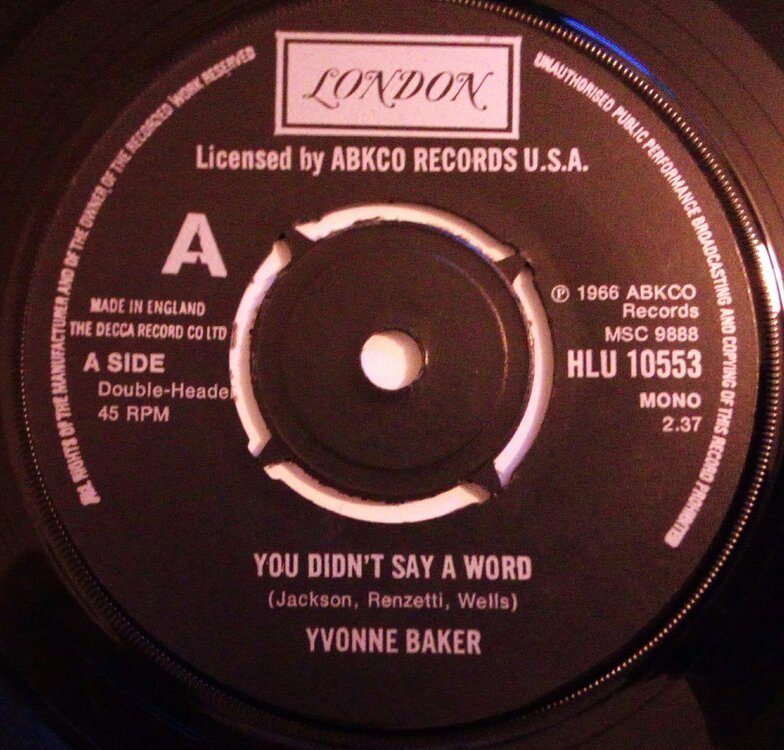 LONDON
Licensed by ABKCO RECORDS U.S.A.
ALL RIGHTS OF THE MANUFACTURER AND OF THE OWNER OF THE RECORDED WORK RESERVED
UNAUTHORISED PUBLIC PERFORMANCE BROADCASTING AND COPYING OF THIS RECORD PROHIBITED
A
MADE IN ENGLAND
THE DECCA RECORD CO LTD
A SIDE
Double-Heade
45 RPM
℗ 1966 ABKCO
Records
MSC 9888
HLU 10553
MONO
2.37
YOU DIDN'T SAY A WORD
(Jackson, Renzetti, Wells)
YVONNE BAKER